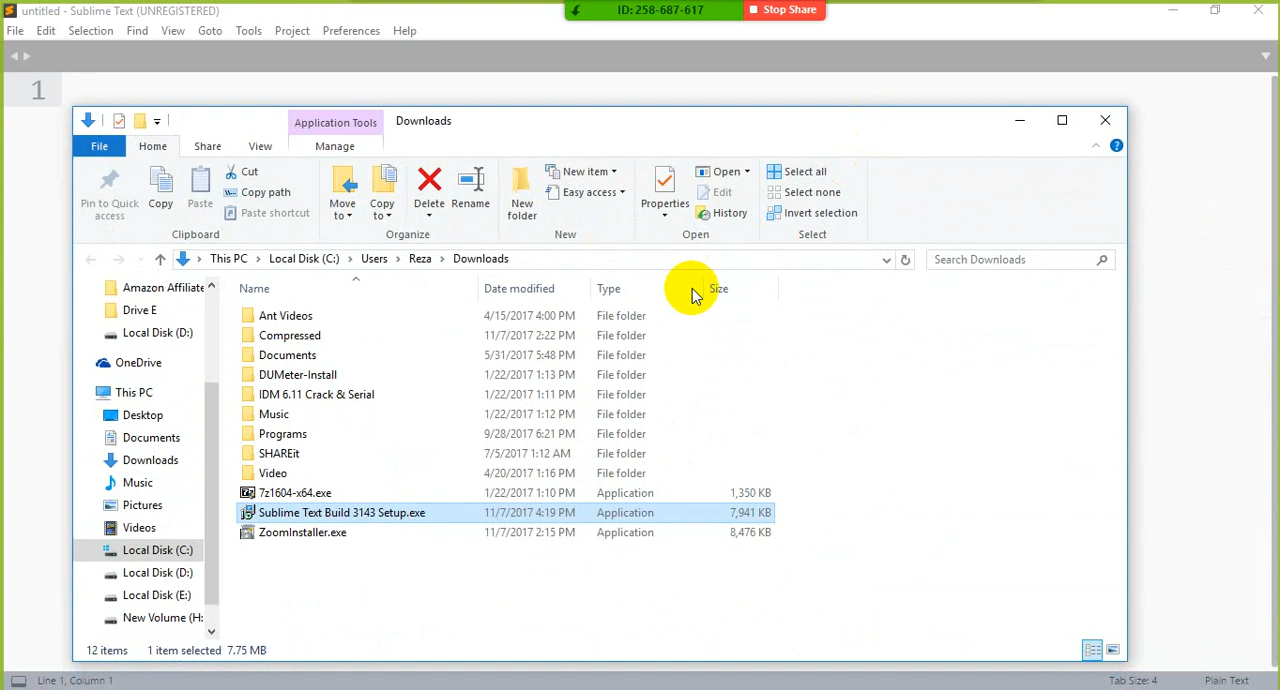 untitled - Sublime Text (UNREGISTERED)
ID: 258-687-617
Stop Share
File Edit Selection Find View Goto Tools Project Preferences Help
1
Application Tools
Downloads
File Home Share View Manage
Pin to Quick access
Copy
Paste
Cut
Copy path
Paste shortcut
Clipboard
Move to
Copy to
Delete
Rename
Organize
New folder
New item
Easy access
New
Properties
Open
Edit
History
Open
Select all
Select none
Invert selection
Select
This PC > Local Disk (C:) > Users > Reza > Downloads
Search Downloads
Amazon Affiliate
Drive E
Local Disk (D:)
OneDrive
This PC
Desktop
Documents
Downloads
Music
Pictures
Videos
Local Disk (C:)
Local Disk (D:)
Local Disk (E:)
New Volume (H:
Name Date modified Type Size
Ant Videos 4/15/2017 4:00 PM File folder
Compressed 11/7/2017 2:22 PM File folder
Documents 5/31/2017 5:48 PM File folder
DUMeter-Install 1/22/2017 1:13 PM File folder
IDM 6.11 Crack & Serial 1/22/2017 1:11 PM File folder
Music 1/22/2017 1:12 PM File folder
Programs 9/28/2017 6:21 PM File folder
SHAREit 7/5/2017 1:12 AM File folder
Video 4/20/2017 1:16 PM File folder
7z1604-x64.exe 1/22/2017 1:10 PM Application 1,350 KB
Sublime Text Build 3143 Setup.exe 11/7/2017 4:19 PM Application 7,941 KB
ZoomInstaller.exe 11/7/2017 2:15 PM Application 8,476 KB
12 items 1 item selected 7.75 MB
Line 1, Column 1
Tab Size: 4
Plain Text